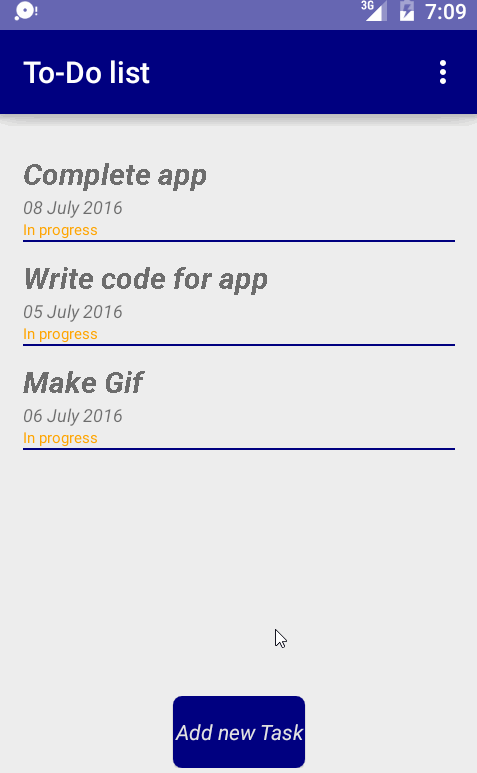 3G 7:09
To-Do list
Complete app
08 July 2016
In progress
Write code for app
05 July 2016
In progress
Make Gif
06 July 2016
In progress
Add new Task